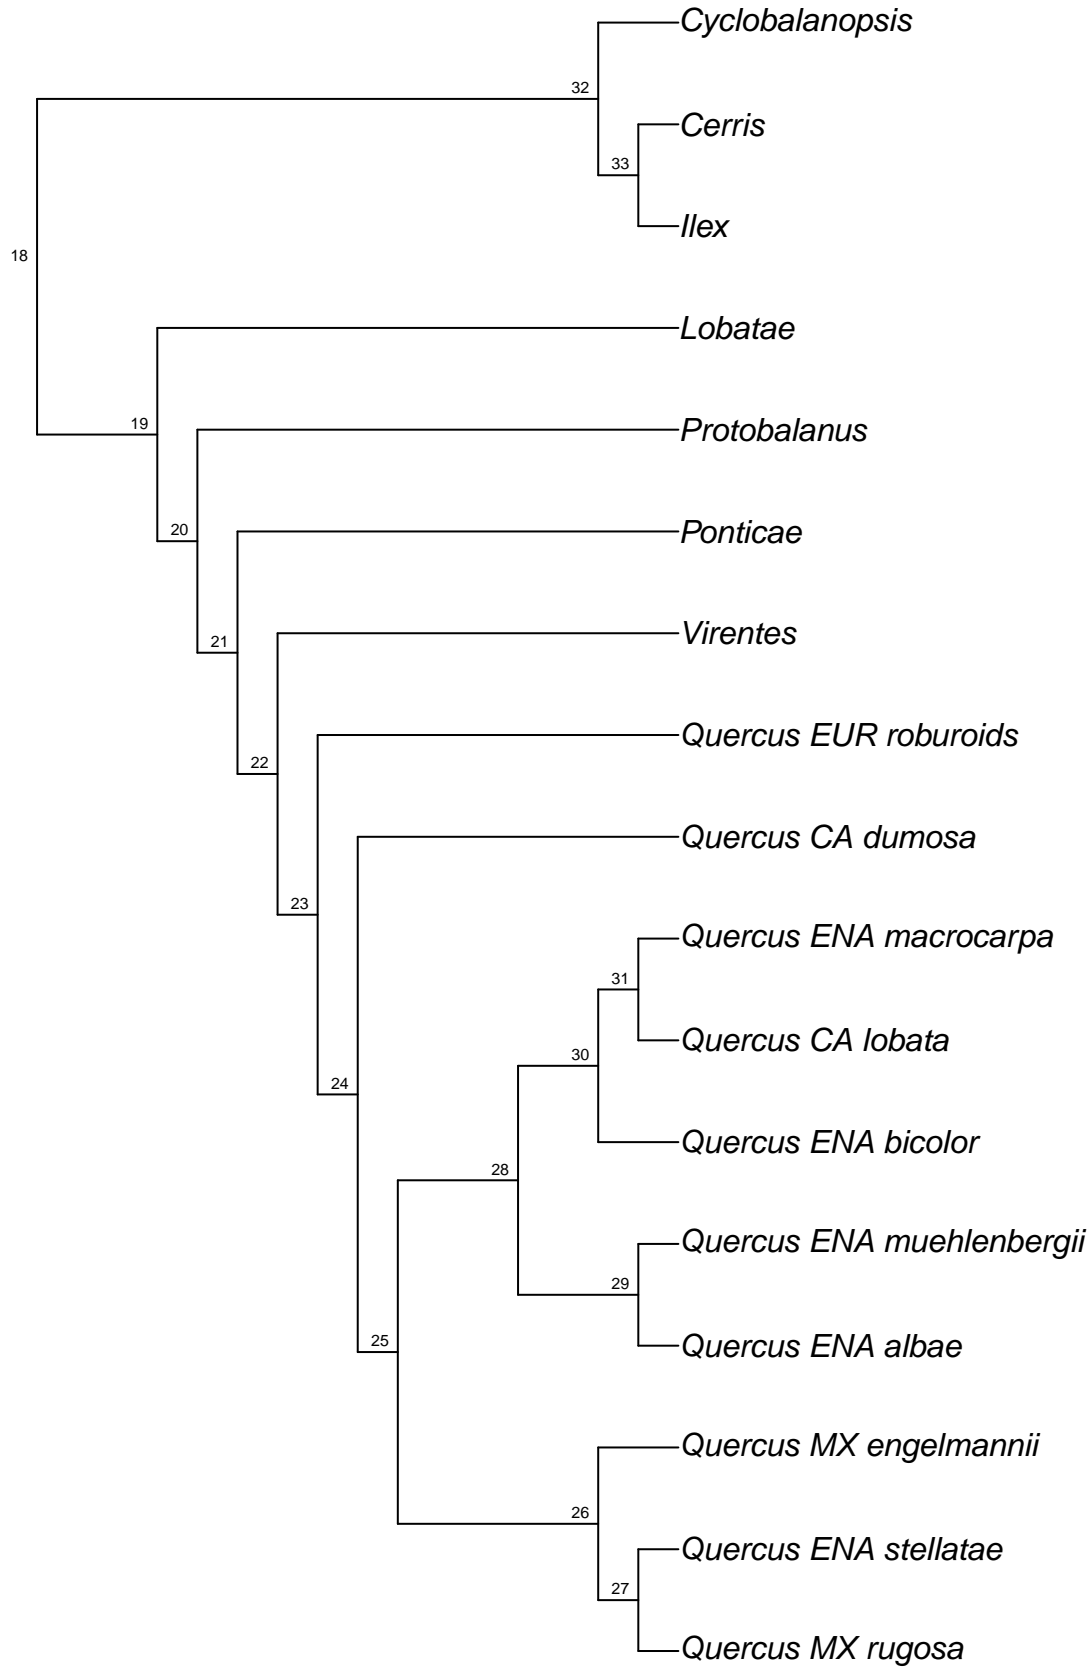 Cyclobalanopsis
32
Cerris
33
Ilex
18
Lobatae
19
Protobalanus
20
Ponticae
21
Virentes
22
Quercus EUR roburoids
23
Quercus CA dumosa
24
Quercus ENA macrocarpa
31
Quercus CA lobata
30
Quercus ENA bicolor
28
Quercus ENA muehlenbergii
29
Quercus ENA albae
25
Quercus MX engelmannii
26
Quercus ENA stellatae
27
Quercus MX rugosa